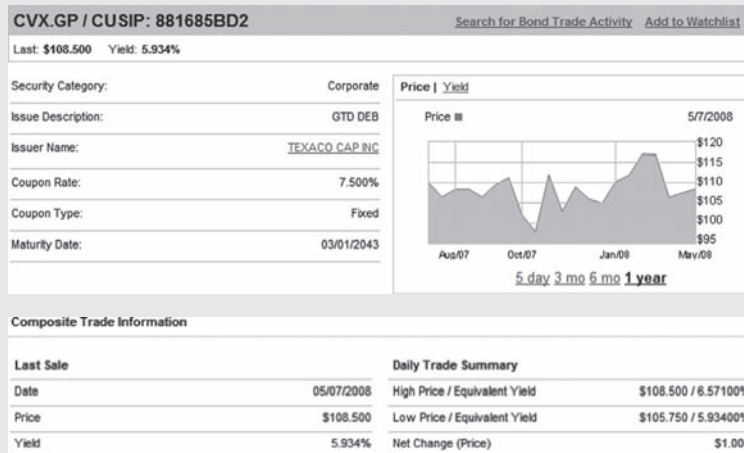 CVX.GP / CUSIP: 881685BD2
Search for Bond Trade Activity Add to Watchlist
Last: $108.500 Yield: 5.934%
Security Category: Corporate
Issue Description: GTD DEB
Issuer Name: TEXACO CAP INC
Coupon Rate: 7.500%
Coupon Type: Fixed
Maturity Date: 03/01/2043
Price | Yield
Price 5/7/2008
$120
$115
$110
$105
$100
$95
Aug/07 Oct/07 Jan/08 May/08
5 day 3 mo 6 mo 1 year
Composite Trade Information
Last Sale
Date 05/07/2008
Price $108.500
Yield 5.934%
Daily Trade Summary
High Price / Equivalent Yield $108.500 / 6.57100%
Low Price / Equivalent Yield $105.750 / 5.93400%
Net Change (Price) $1.00